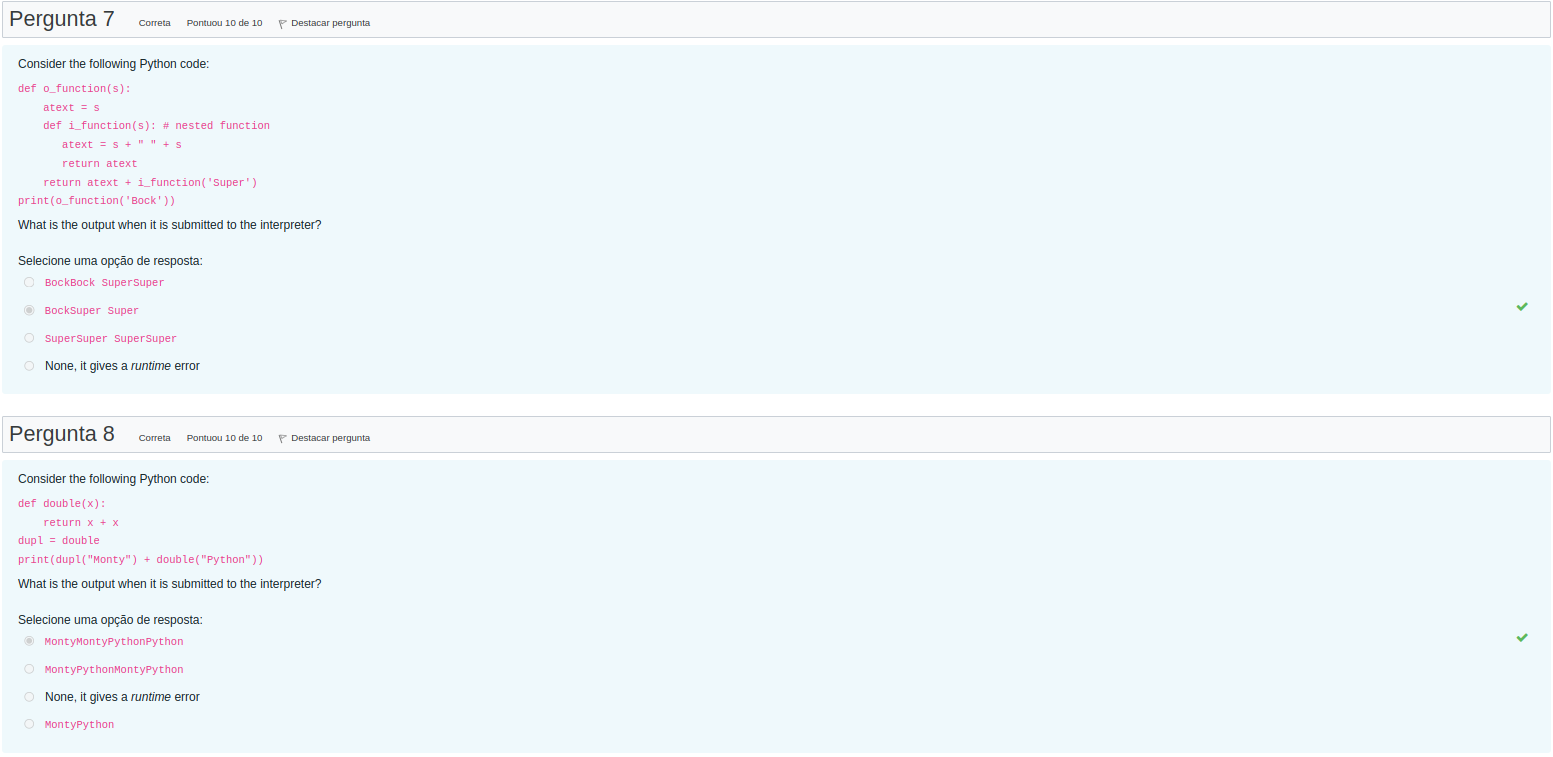 Pergunta 7 Correta Pontuou 10 de 10 Destacar pergunta
Consider the following Python code:
def o_function(s):
    atext = s
    def i_function(s): # nested function
       atext = s + " " + s
       return atext
    return atext + i_function('Super')
print(o_function('Bock'))
What is the output when it is submitted to the interpreter?
Selecione uma opção de resposta:
BockBock SuperSuper
BockSuper Super
SuperSuper SuperSuper
None, it gives a runtime error
Pergunta 8 Correta Pontuou 10 de 10 Destacar pergunta
Consider the following Python code:
def double(x):
    return x + x
dupl = double
print(dupl("Monty") + double("Python"))
What is the output when it is submitted to the interpreter?
Selecione uma opção de resposta:
MontyMontyPythonPython
MontyPythonMontyPython
None, it gives a runtime error
MontyPython